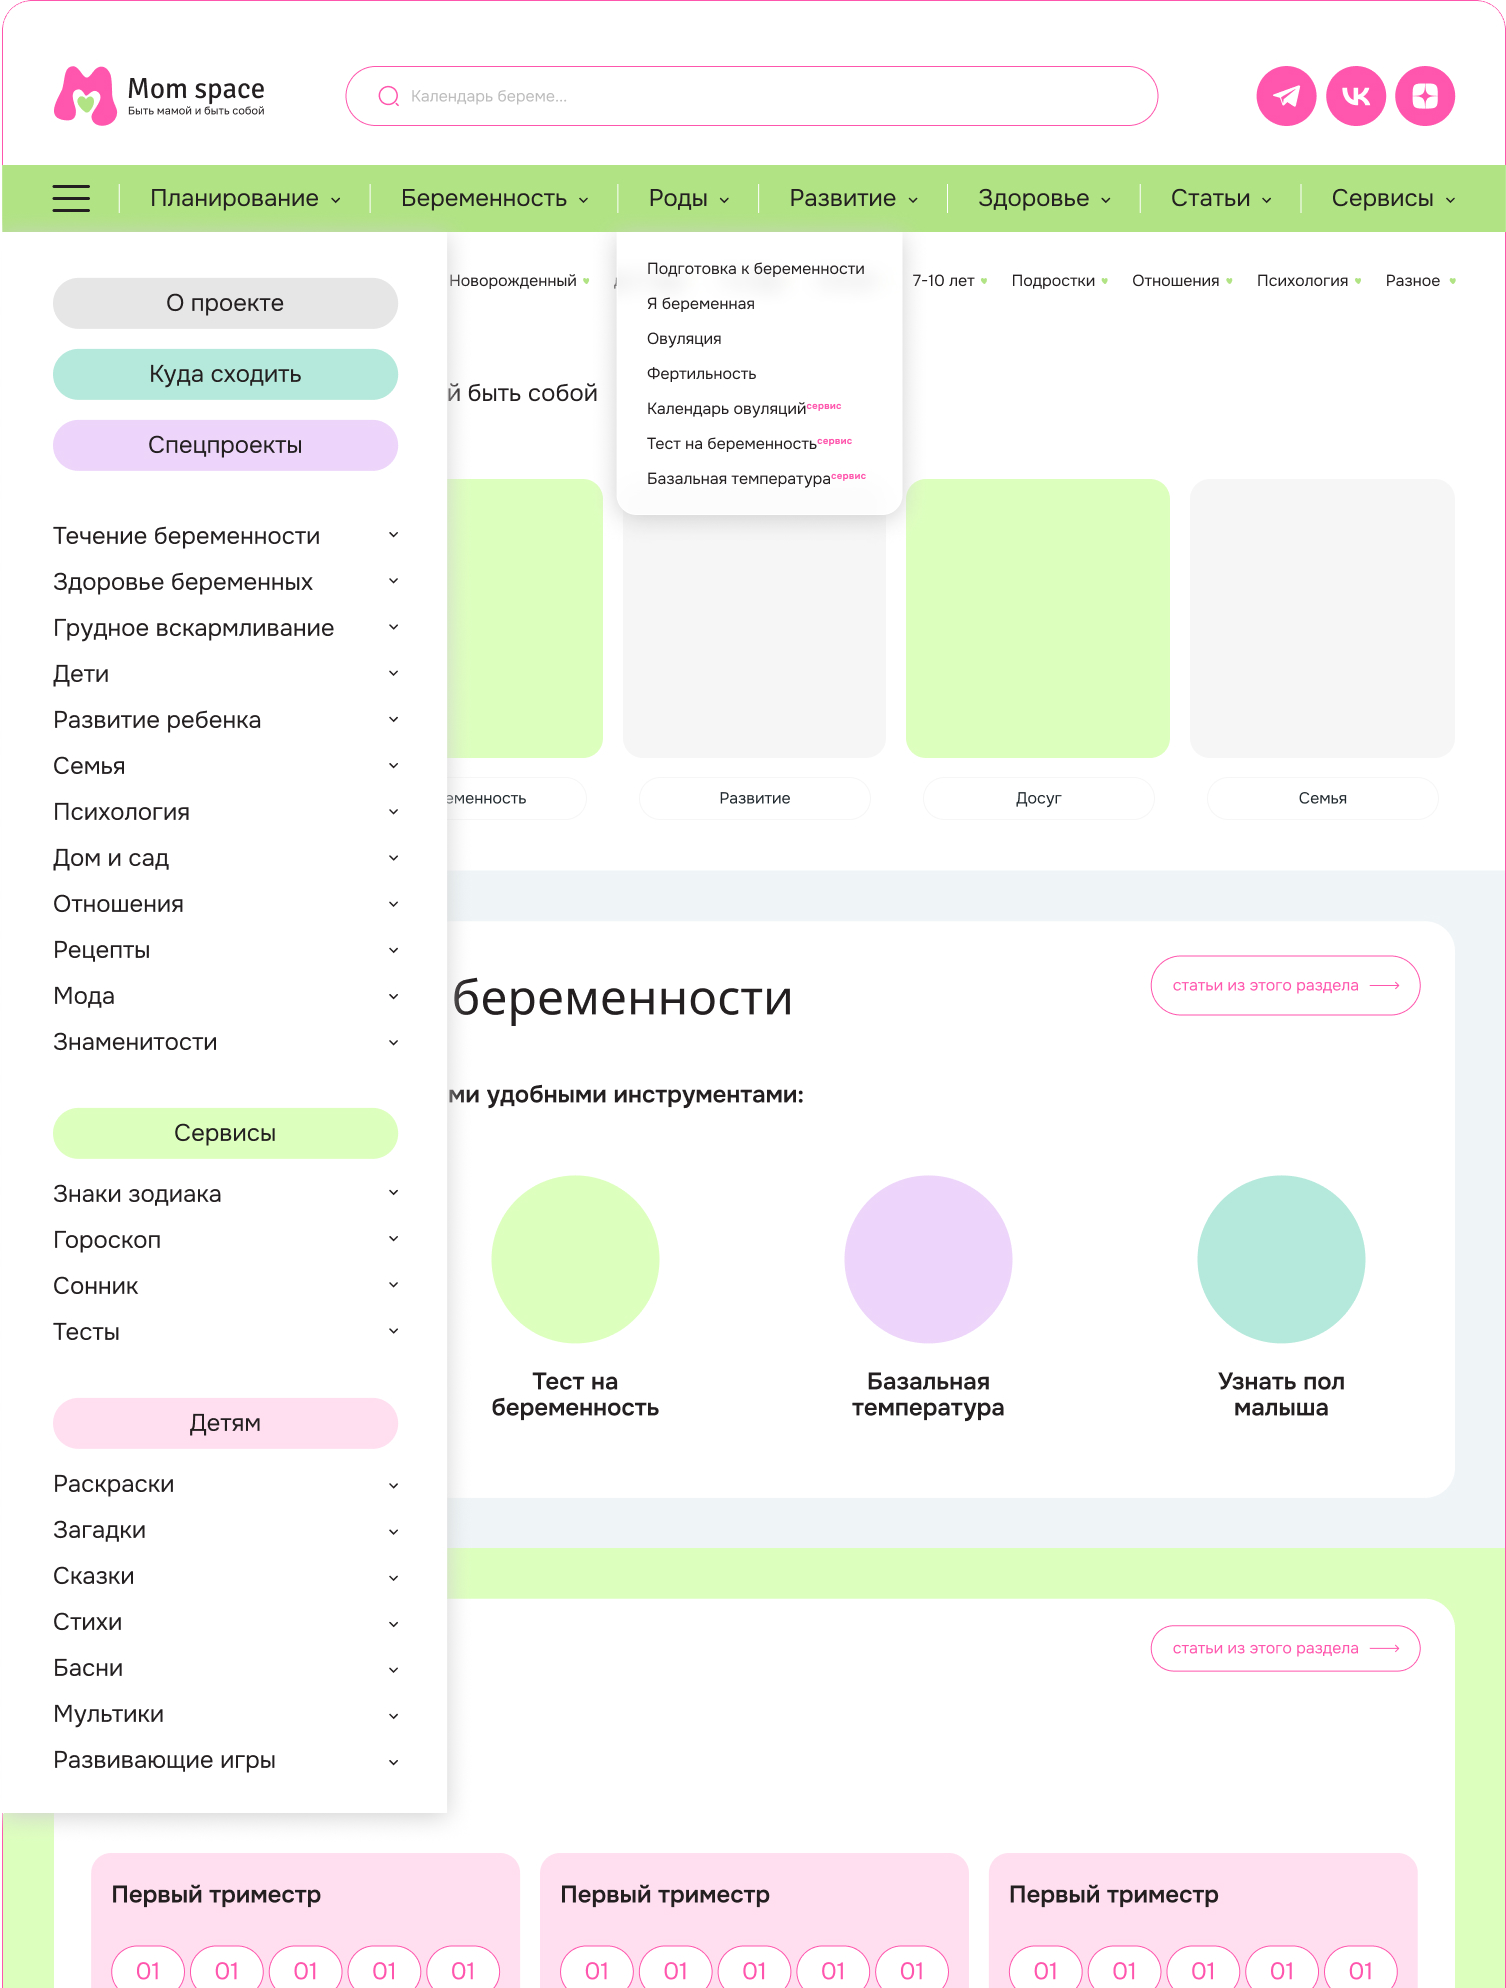 Mom space
Быть мамой и быть собой
Календарь береме...
Планирование
Беременность
Роды
Развитие
Здоровье
Статьи
Сервисы
О проекте
Куда сходить
Спецпроекты
Течение беременности
Здоровье беременных
Грудное вскармливание
Дети
Развитие ребенка
Семья
Психология
Дом и сад
Отношения
Рецепты
Мода
Знаменитости
Сервисы
Знаки зодиака
Гороскоп
Сонник
Тесты
Детям
Раскраски
Загадки
Сказки
Стихи
Басни
Мультики
Развивающие игры
Подготовка к беременности
Я беременная
Овуляция
Фертильность
Календарь овуляций сервис
Тест на беременность сервис
Базальная температура сервис
Новорожденный
7-10 лет
Подростки
Отношения
Психология
Разное
й быть собой
еменность
Развитие
Досуг
Семья
беременности
статьи из этого раздела
ми удобными инструментами:
Тест на
беременность
Базальная
температура
Узнать пол
малыша
статьи из этого раздела
Первый триместр
01 01 01 01 01
Первый триместр
01 01 01 01 01
Первый триместр
01 01 01 01 01